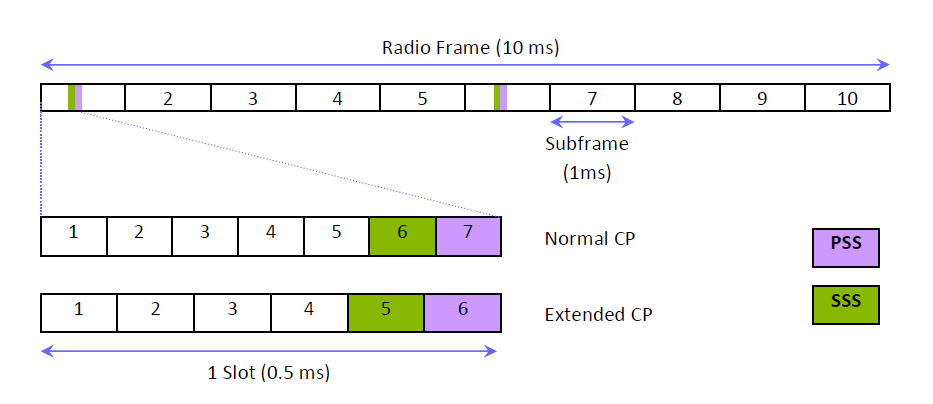 Radio Frame (10 ms)
2 3 4 5 7 8 9 10
Subframe
(1ms)
1 2 3 4 5 6 7
Normal CP
PSS
SSS
1 2 3 4 5 6
Extended CP
1 Slot (0.5 ms)